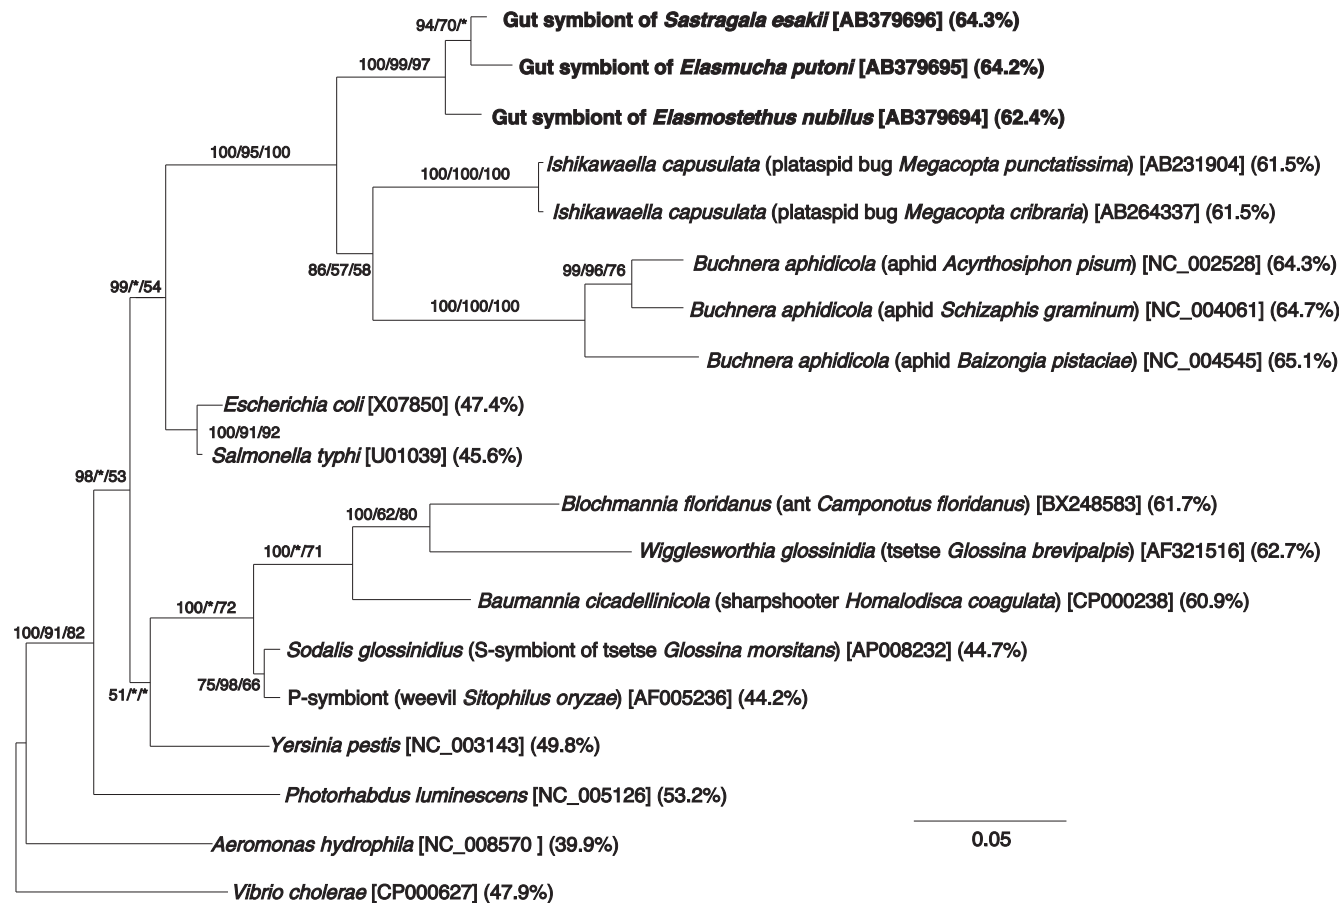 94/70/*
Gut symbiont of Sastragala esakii [AB379696] (64.3%)
100/99/97
Gut symbiont of Elasmucha putoni [AB379695] (64.2%)
Gut symbiont of Elasmostethus nubilus [AB379694] (62.4%)
100/95/100
100/100/100
Ishikawaella capusulata (plataspid bug Megacopta punctatissima) [AB231904] (61.5%)
Ishikawaella capusulata (plataspid bug Megacopta cribraria) [AB264337] (61.5%)
86/57/58
99/96/76
Buchnera aphidicola (aphid Acyrthosiphon pisum) [NC_002528] (64.3%)
99/*/54
100/100/100
Buchnera aphidicola (aphid Schizaphis graminum) [NC_004061] (64.7%)
Buchnera aphidicola (aphid Baizongia pistaciae) [NC_004545] (65.1%)
Escherichia coli [X07850] (47.4%)
100/91/92
Salmonella typhi [U01039] (45.6%)
98/*/53
Blochmannia floridanus (ant Camponotus floridanus) [BX248583] (61.7%)
100/62/80
100/*/71
Wigglesworthia glossinidia (tsetse Glossina brevipalpis) [AF321516] (62.7%)
Baumannia cicadellinicola (sharpshooter Homalodisca coagulata) [CP000238] (60.9%)
100/*/72
100/91/82
Sodalis glossinidius (S-symbiont of tsetse Glossina morsitans) [AP008232] (44.7%)
75/98/66
51/*/*
P-symbiont (weevil Sitophilus oryzae) [AF005236] (44.2%)
Yersinia pestis [NC_003143] (49.8%)
Photorhabdus luminescens [NC_005126] (53.2%)
0.05
Aeromonas hydrophila [NC_008570 ] (39.9%)
Vibrio cholerae [CP000627] (47.9%)